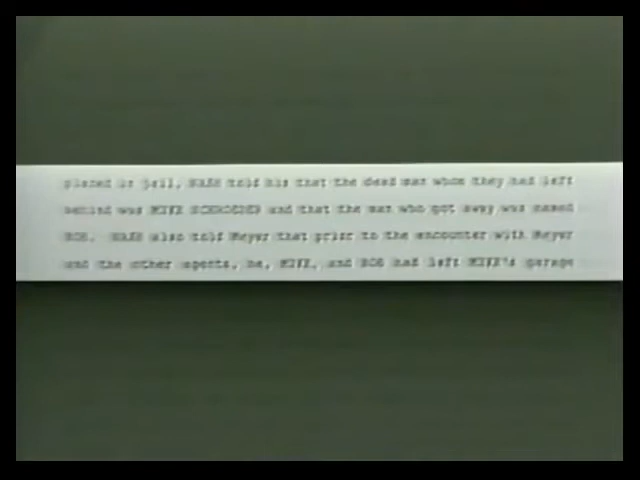 placed in jail, NASH told him that the dead man whom they had left
behind was MIKE SCHROEDER and that the man who got away was named
BOB. NASH also told Meyer that prior to the encounter with Meyer
and the other agents, he, MIKE, and BOB had left MIKE's garage